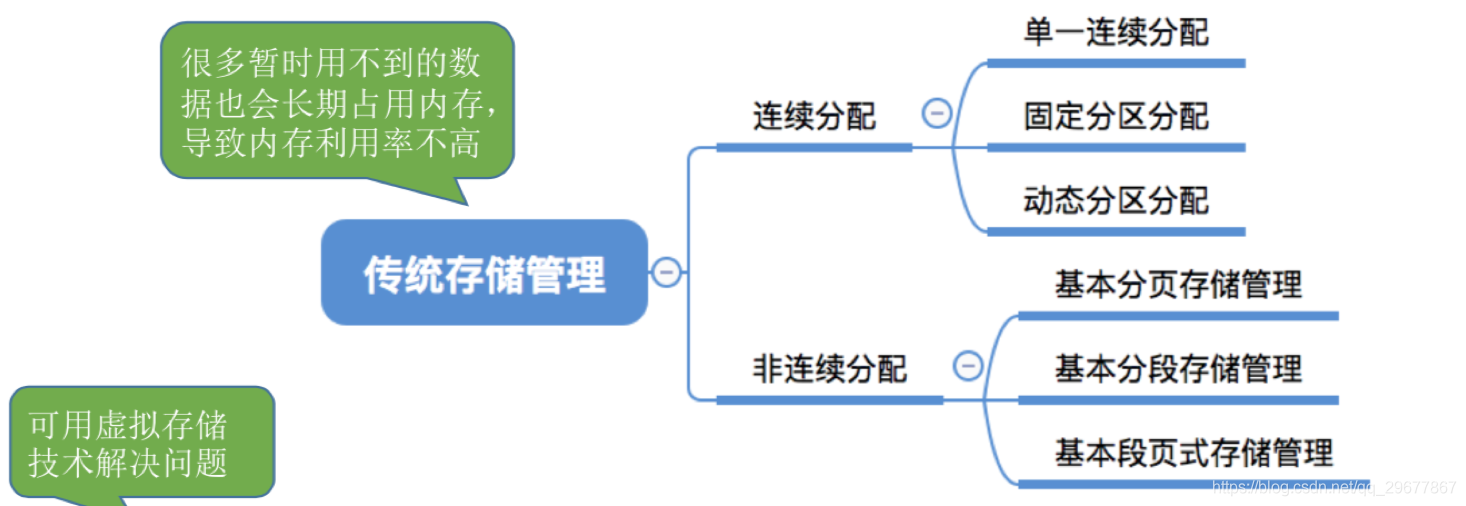 很多暂时用不到的数
据也会长期占用内存，
导致内存利用率不高
传统存储管理
连续分配
单一连续分配
固定分区分配
动态分区分配
非连续分配
基本分页存储管理
基本分段存储管理
基本段页式存储管理
可用虚拟存储
技术解决问题
https://blog.csdn.net/qq_29677867